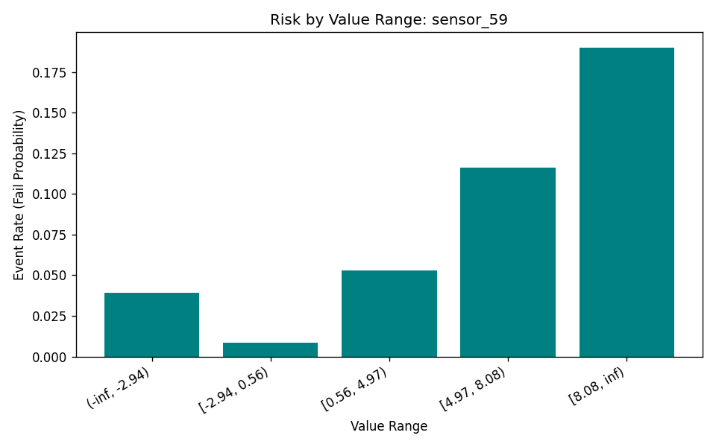 Risk by Value Range: sensor_59
Event Rate (Fail Probability)
0.175
0.150
0.125
0.100
0.075
0.050
0.025
0.000
(-inf, -2.94)
[-2.94, 0.56)
[0.56, 4.97)
[4.97, 8.08)
[8.08, inf)
Value Range